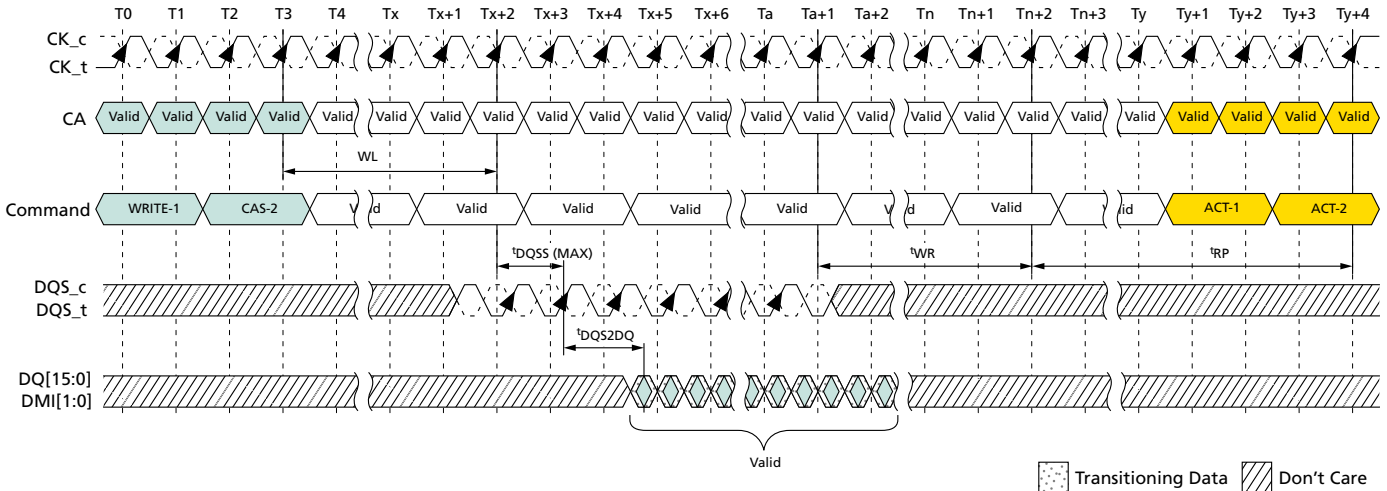 T0 T1 T2 T3 T4 Tx Tx+1 Tx+2 Tx+3 Tx+4 Tx+5 Tx+6 Ta Ta+1 Ta+2 Tn Tn+1 Tn+2 Tn+3 Ty Ty+1 Ty+2 Ty+3 Ty+4
CK_c
CK_t
CA Valid Valid Valid Valid Valid Valid Valid Valid Valid Valid Valid Valid Valid Valid Valid Valid Valid Valid Valid Valid Valid Valid Valid Valid
WL
Command WRITE-1 CAS-2 Valid Valid Valid Valid Valid Valid Valid Valid ACT-1 ACT-2
tDQSS (MAX) tWR tRP
DQS_c
DQS_t
tDQS2DQ
DQ[15:0]
DMI[1:0]
Valid
Transitioning Data Don't Care